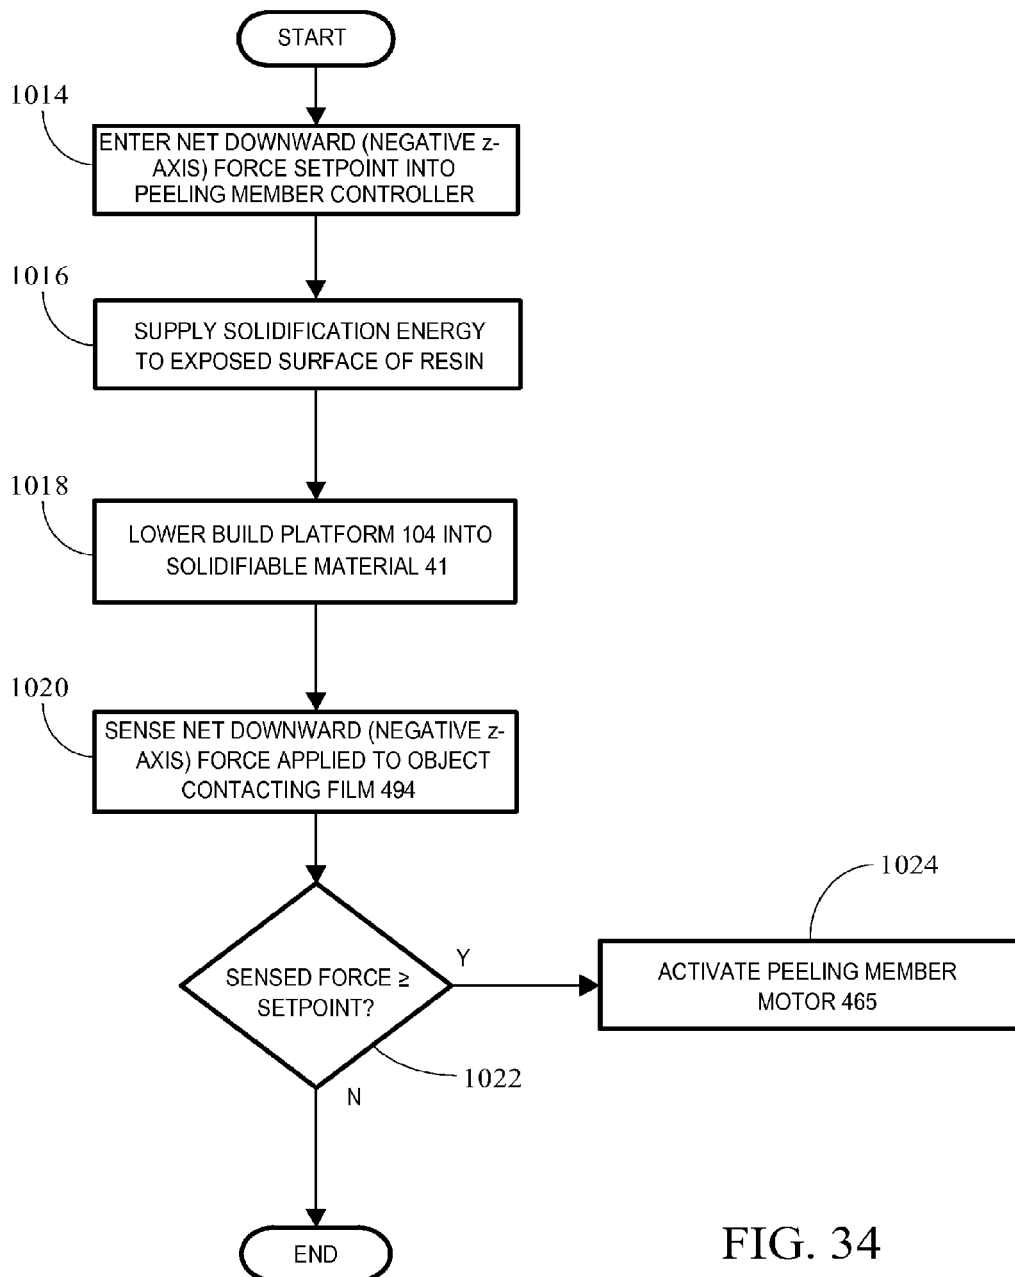 START
1014
ENTER NET DOWNWARD (NEGATIVE z-
AXIS) FORCE SETPOINT INTO
PEELING MEMBER CONTROLLER
1016
SUPPLY SOLIDIFICATION ENERGY
TO EXPOSED SURFACE OF RESIN
1018
LOWER BUILD PLATFORM 104 INTO
SOLIDIFIABLE MATERIAL 41
1020
SENSE NET DOWNWARD (NEGATIVE z-
AXIS) FORCE APPLIED TO OBJECT
CONTACTING FILM 494
1024
Y
ACTIVATE PEELING MEMBER
MOTOR 465
SENSED FORCE ≥
SETPOINT?
1022
N
END
FIG. 34